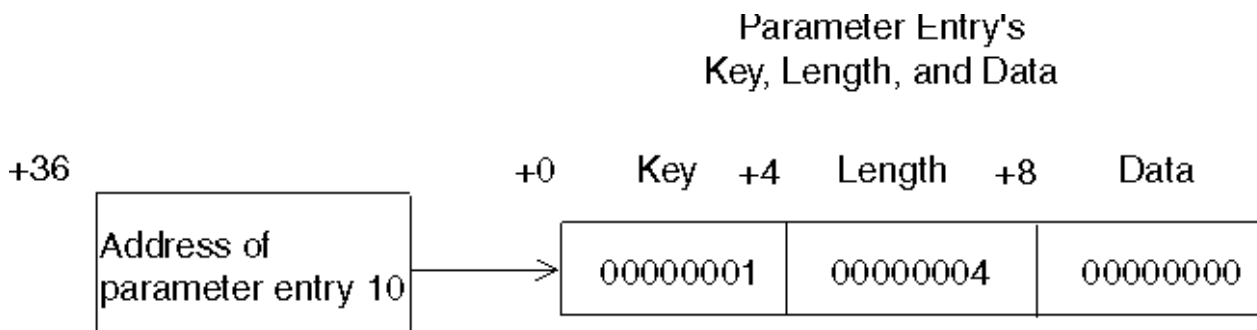 Parameter Entry's
Key, Length, and Data
+36 +0 Key +4 Length +8 Data
Address of
parameter entry 10
00000001 00000004 00000000